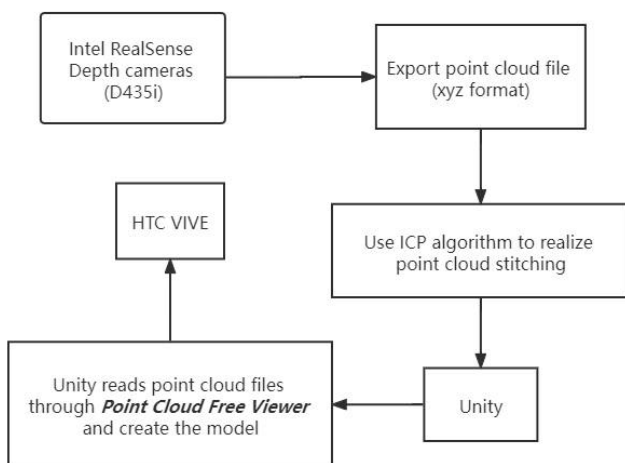 Intel RealSense
Depth cameras
(D435i)
Export point cloud file
(xyz format)
Use ICP algorithm to realize
point cloud stitching
Unity
Unity reads point cloud files
through Point Cloud Free Viewer
and create the model
HTC VIVE